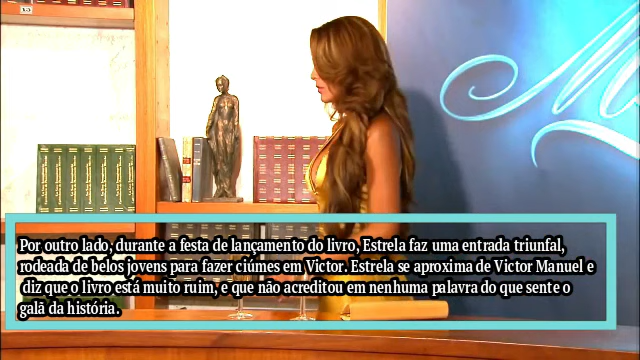 Por outro lado, durante a festa de lançamento do livro, Estrela faz uma entrada triunfal,
rodeada de belos jovens para fazer ciúmes em Victor. Estrela se aproxima de Victor Manuel e
diz que o livro está muito ruim, e que não acreditou em nenhuma palavra do que sente o
galã da história.